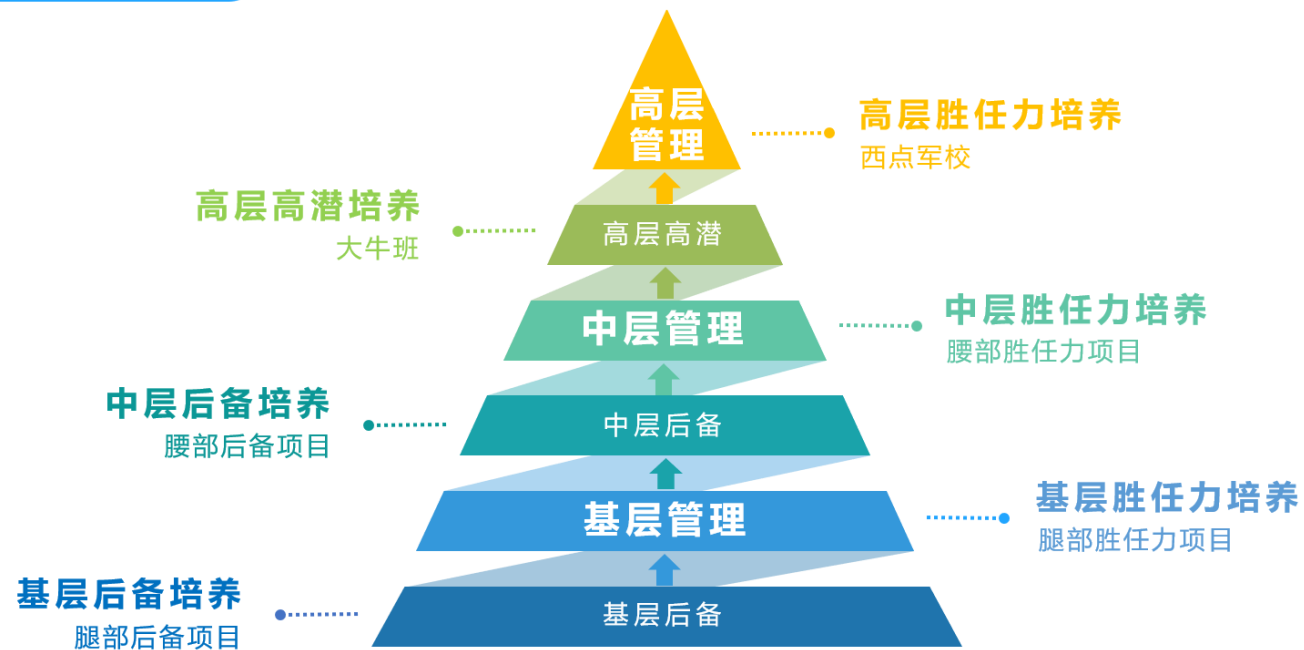 高层
管理
高层胜任力培养
西点军校
高层高潜培养
大牛班
高层高潜
中层管理
中层胜任力培养
腰部胜任力项目
中层后备培养
腰部后备项目
中层后备
基层管理
基层胜任力培养
腿部胜任力项目
基层后备培养
腿部后备项目
基层后备